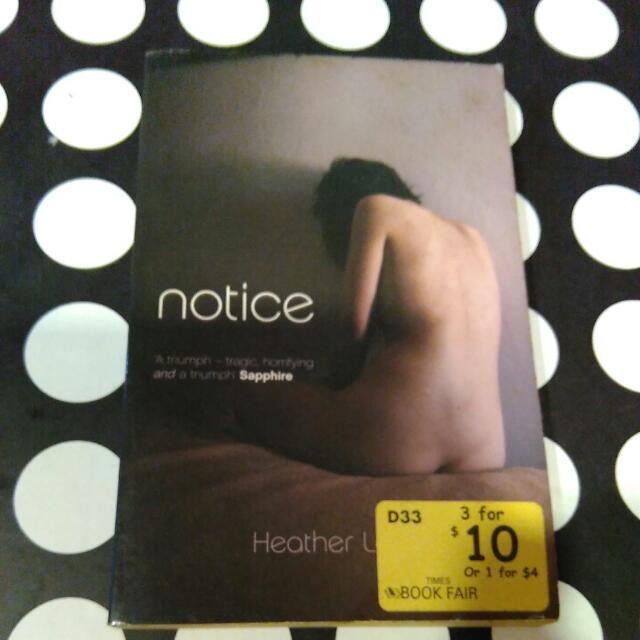 notice
'A triumph – tragic, horrifying
and a triumph' Sapphire
Heather
D33
3 for
$10
Or 1 for $4
TIMES
BOOK FAIR